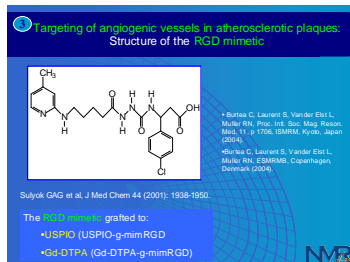 3
Targeting of angiogenic vessels in atherosclerotic plaques:
Structure of the RGD mimetic
CH3
O
H
H
O
N
N
N
N
N
OH
H
H
O
Cl
• Burtea C, Laurent S, Vander Elst L,
Muller RN, Proc. Int. Soc. Mag. Reson.
Med. 11. p 1706, ISMRM, Kyoto, Japan
(2004).
•Burtea C, Laurent S, Vander Elst L,
Muller RN, ESMRMB, Copenhagen,
Denmark (2004).
Sulyok GAG et al, J Med Chem 44 (2001): 1938-1950.
The RGD mimetic grafted to:
•USPIO (USPIO-g-mimRGD
•Gd-DTPA (Gd-DTPA-g-mimRGD)
NMR